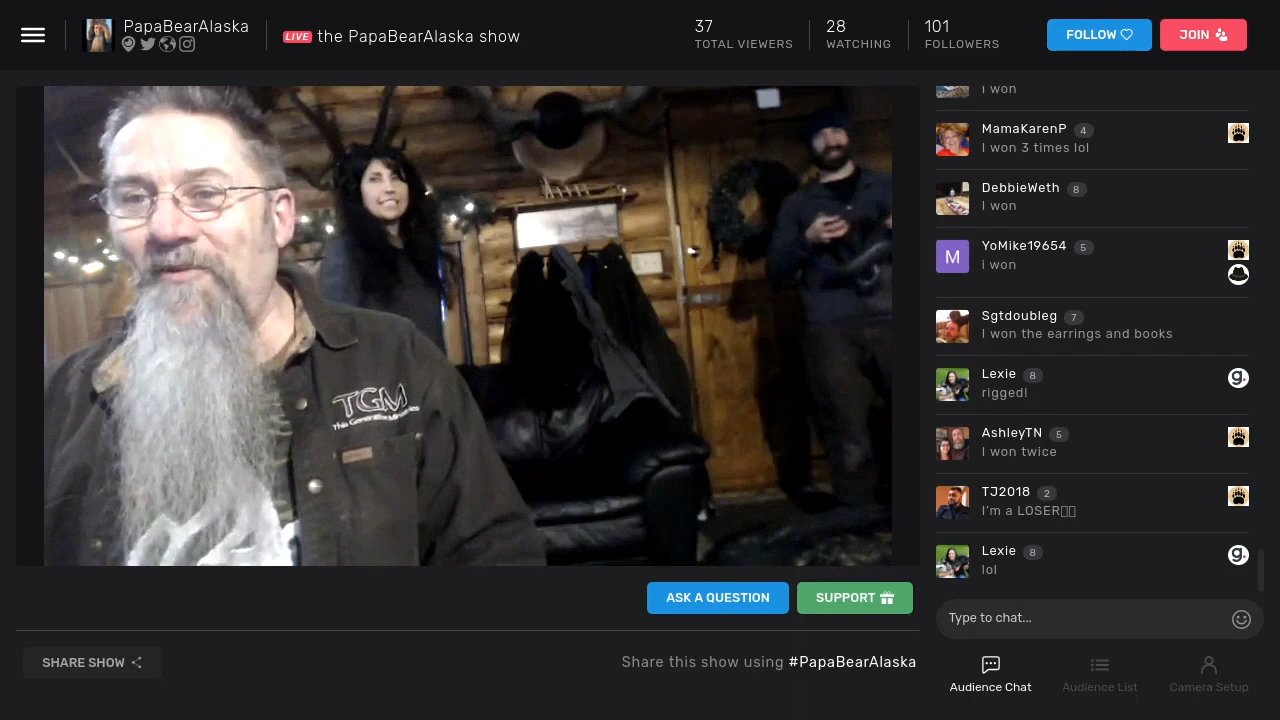 PapaBearAlaska
LIVE the PapaBearAlaska show
37
TOTAL VIEWERS
28
WATCHING
101
FOLLOWERS
FOLLOW
JOIN
TGM
I won
MamaKarenP 4
I won 3 times lol
DebbieWeth 8
I won
M
YoMike19654 5
i won
Sgtdoubleg 7
I won the earrings and books
Lexie 8
rigged!
g.
AshleyTN 5
I won twice
TJ2018 2
I'm a LOSER
Lexie 8
lol
g.
ASK A QUESTION
SUPPORT
Type to chat...
SHARE SHOW
Share this show using #PapaBearAlaska
Audience Chat
Audience List
Camera Setup